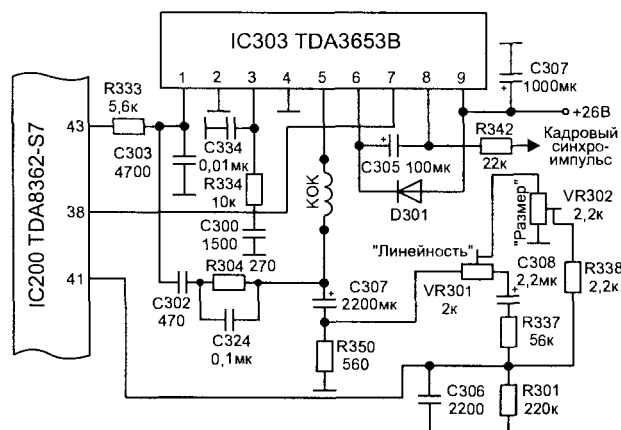 IC303 TDA3653B
1 2 3 4 5 6 7 8 9
C307
1000мк
+26В
R333
5,6к
43
C303
4700
C334
0,01мк
R334
10к
C300
1500
C305 100мк
R342
22к
Кадровый
синхро-
импульс
D301
КОК
38
IC200 TDA8362-S7
41
"Размер"
VR302
2,2к
"Линейность"
VR301
2к
C308
2,2мк
R338
2,2к
C302
470
R304
270
C324
0,1мк
C307
2200мк
R350
560
R337
56к
C306
2200
R301
220к